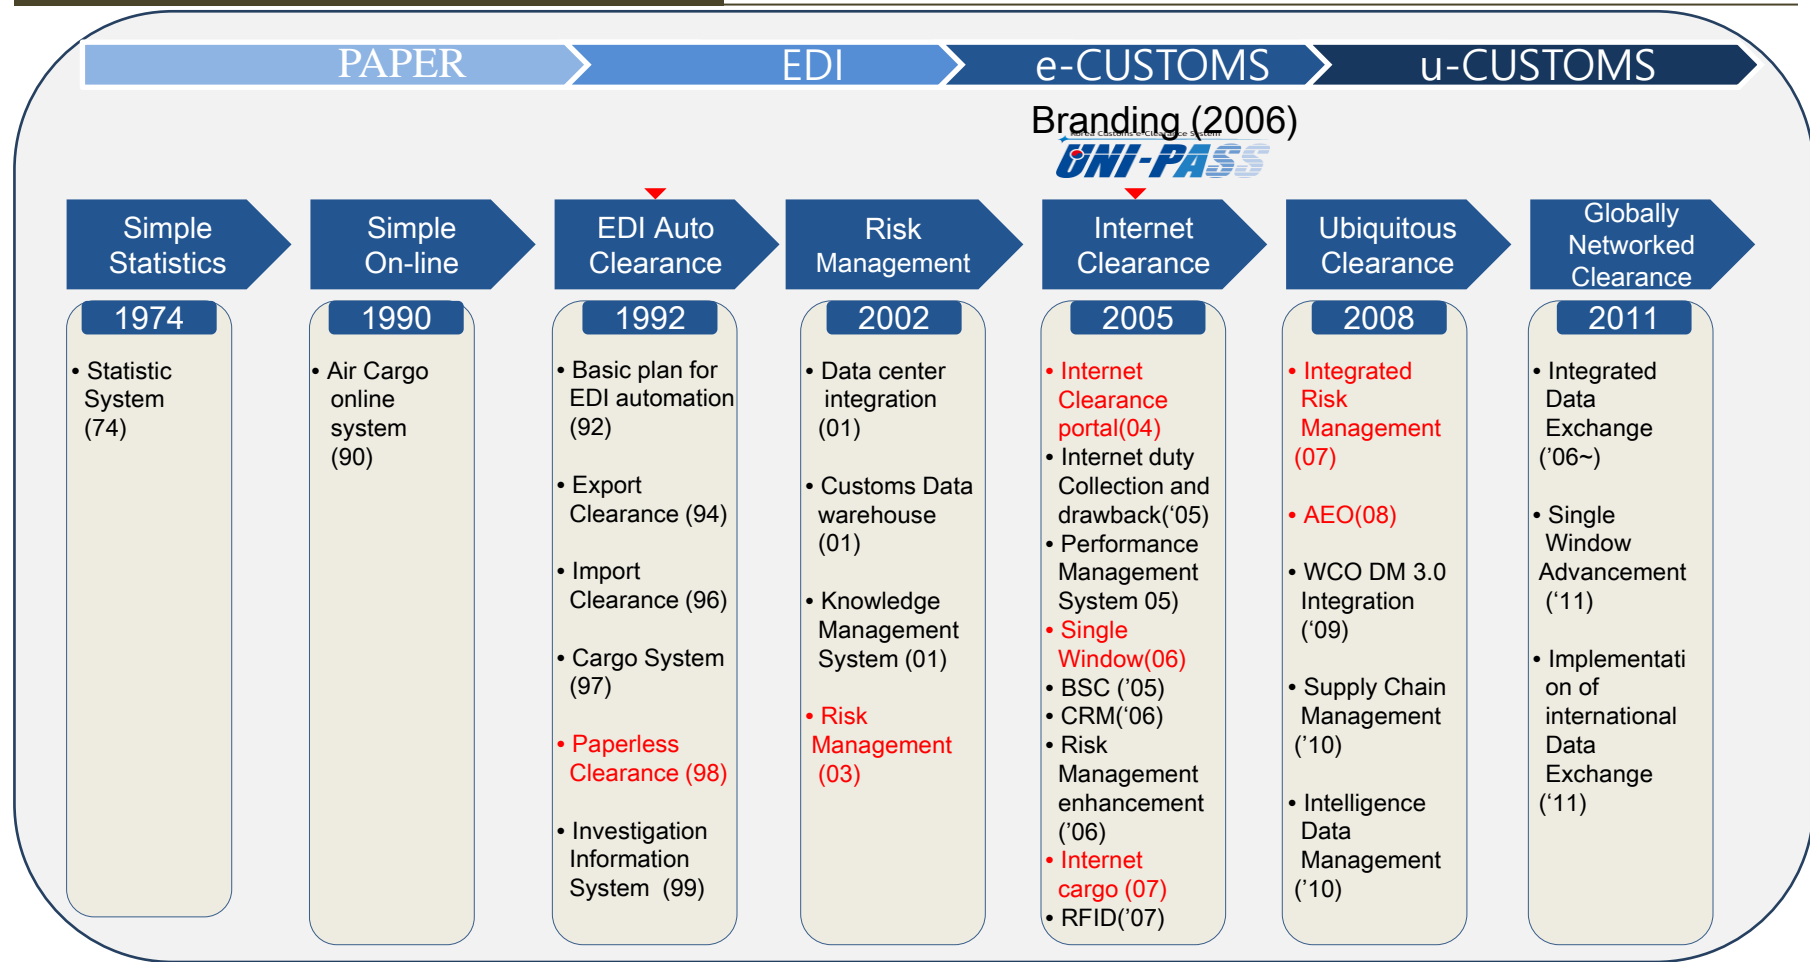 PAPER
EDI
e-CUSTOMS
u-CUSTOMS
Branding (2006)
Korea Customs e-Clearance System
UNI-PASS
Simple
Statistics
1974
• Statistic
System
(74)
Simple
On-line
1990
• Air Cargo
online
system
(90)
EDI Auto
Clearance
1992
• Basic plan for
EDI automation
(92)
• Export
Clearance (94)
• Import
Clearance (96)
• Cargo System
(97)
• Paperless
Clearance (98)
• Investigation
Information
System (99)
Risk
Management
2002
• Data center
integration
(01)
• Customs Data
warehouse
(01)
• Knowledge
Management
System (01)
• Risk
Management
(03)
Internet
Clearance
2005
• Internet
Clearance
portal(04)
• Internet duty
Collection and
drawback(‘05)
• Performance
Management
System 05)
• Single
Window(06)
• BSC (’05)
• CRM(‘06)
• Risk
Management
enhancement
(’06)
• Internet
cargo (07)
• RFID(’07)
Ubiquitous
Clearance
2008
• Integrated
Risk
Management
(07)
• AEO(08)
• WCO DM 3.0
Integration
(‘09)
• Supply Chain
Management
(’10)
• Intelligence
Data
Management
(’10)
Globally
Networked
Clearance
2011
• Integrated
Data
Exchange
(’06~)
• Single
Window
Advancement
(‘11)
• Implementati
on of
international
Data
Exchange
(‘11)